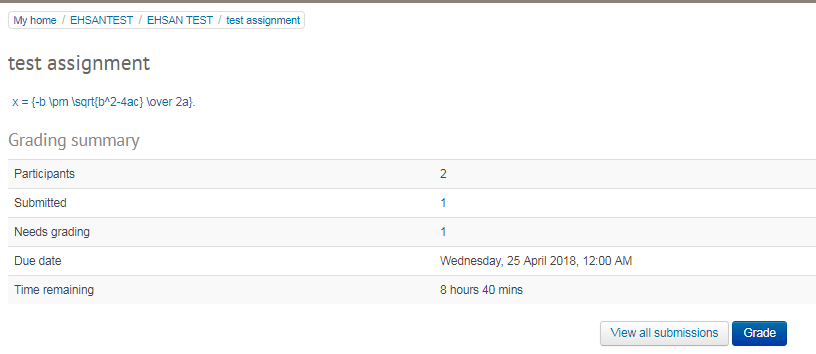 My home / EHSANTEST / EHSAN TEST / test assignment
test assignment
x = {-b \pm \sqrt{b^2-4ac} \over 2a}.
Grading summary
Participants 2
Submitted 1
Needs grading 1
Due date Wednesday, 25 April 2018, 12:00 AM
Time remaining 8 hours 40 mins
View all submissions Grade